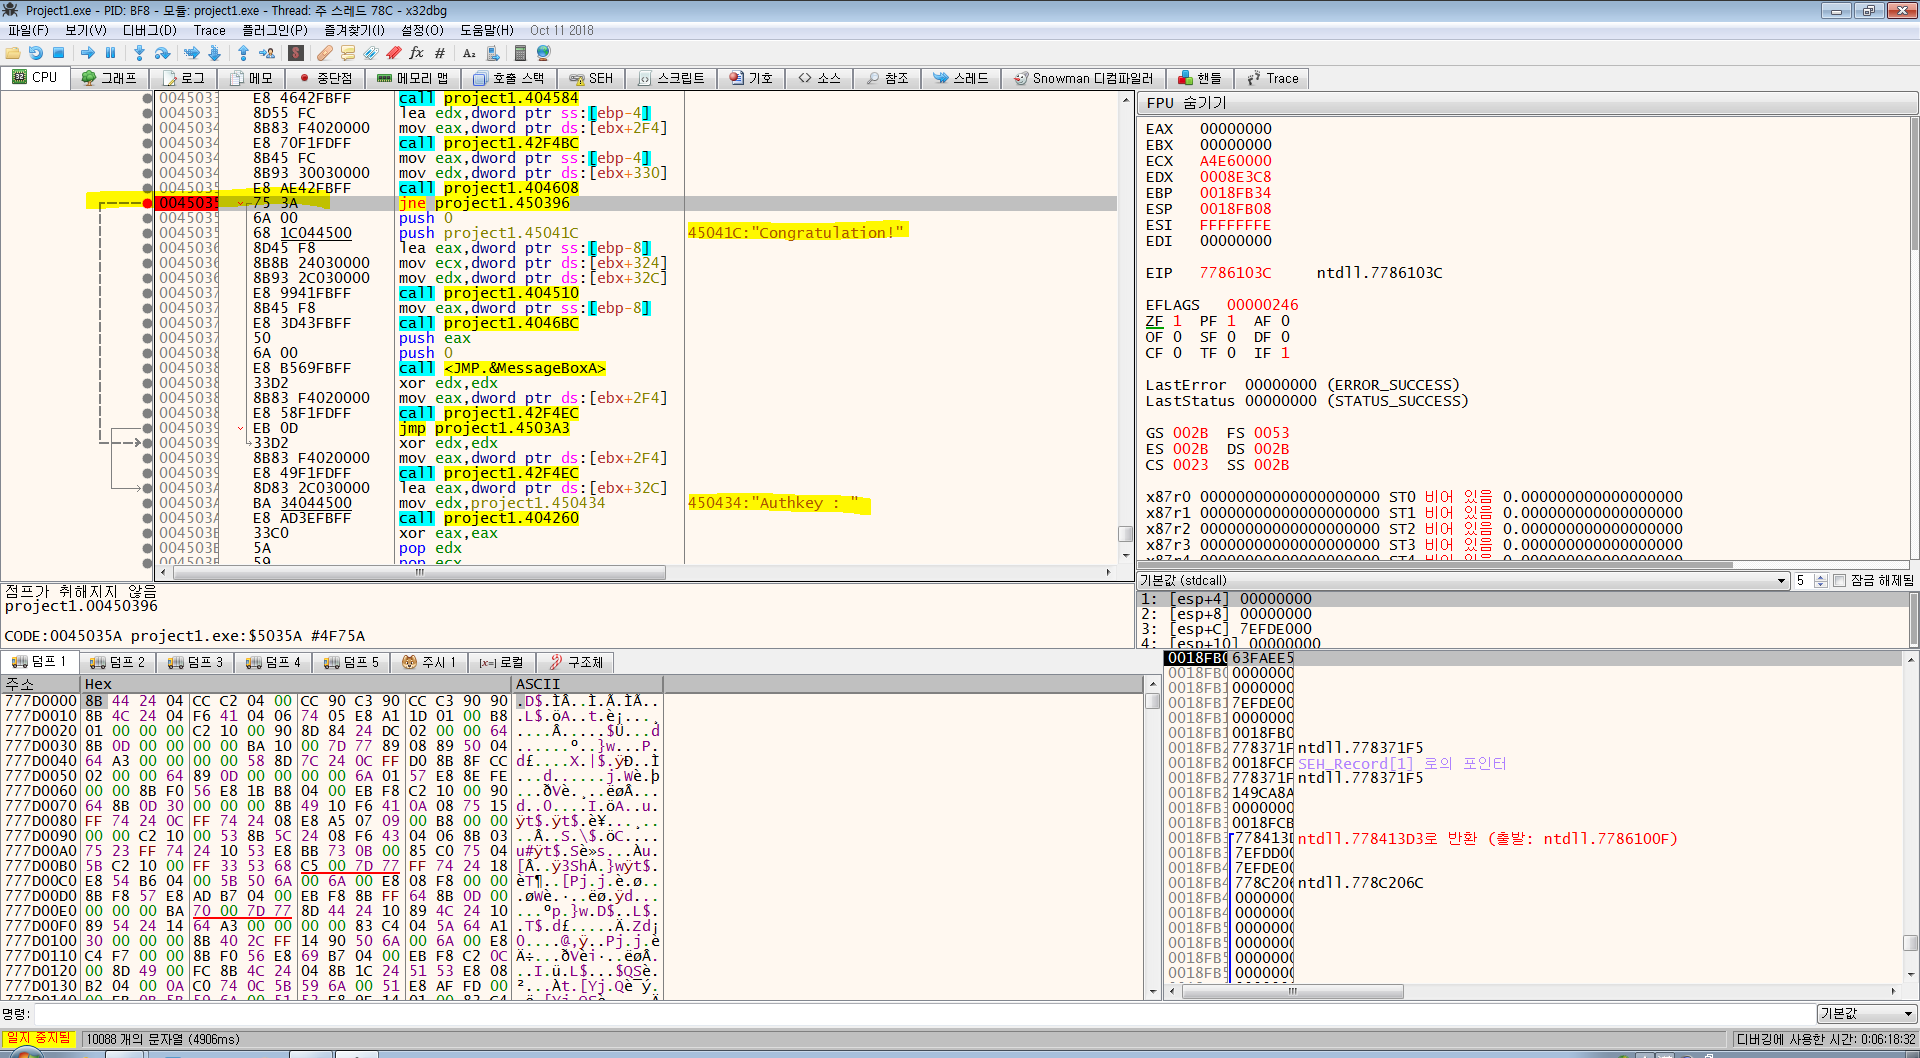 Project1.exe - PID: BF8 - 모듈: project1.exe - Thread: 주 스레드 78C - x32dbg
파일(F) 보기(V) 디버그(D) Trace 플러그인(P) 즐겨찾기(I) 설정(O) 도움말(H) Oct 11 2018
CPU 그래프 로그 메모 중단점 메모리 맵 호출 스택 SEH 스크립트 기호 소스 참조 스레드 Snowman 디컴파일러 핸들 Trace
0045033 E8 4642FBFF call project1.404584
0045033 8D55 FC lea edx,dword ptr ss:[ebp-4]
0045034 8B83 F4020000 mov eax,dword ptr ds:[ebx+2F4]
0045034 E8 70F1FDFF call project1.42F4BC
0045034 8B45 FC mov eax,dword ptr ss:[ebp-4]
0045034 8B93 30030000 mov edx,dword ptr ds:[ebx+330]
0045035 E8 AE42FBFF call project1.404608
0045035 75 3A jne project1.450396
0045035 6A 00 push 0
0045035 68 1C044500 push project1.45041C 45041C:"Congratulation!"
0045036 8D45 F8 lea eax,dword ptr ss:[ebp-8]
0045036 8B8B 24030000 mov ecx,dword ptr ds:[ebx+324]
0045036 8B93 2C030000 mov edx,dword ptr ds:[ebx+32C]
0045037 E8 9941FBFF call project1.404510
0045037 8B45 F8 mov eax,dword ptr ss:[ebp-8]
0045037 E8 3D43FBFF call project1.4046BC
0045037 50 push eax
0045038 6A 00 push 0
0045038 E8 B569FBFF call <JMP.&MessageBoxA>
0045038 33D2 xor edx,edx
0045038 8B83 F4020000 mov eax,dword ptr ds:[ebx+2F4]
0045038 E8 58F1FDFF call project1.42F4EC
0045039 EB 0D jmp project1.4503A3
0045039 33D2 xor edx,edx
0045039 8B83 F4020000 mov eax,dword ptr ds:[ebx+2F4]
0045039 E8 49F1FDFF call project1.42F4EC
004503A 8D83 2C030000 lea eax,dword ptr ds:[ebx+32C]
004503A BA 34044500 mov edx,project1.450434 450434:"Authkey : "
004503A E8 AD3EFBFF call project1.404260
004503B 33C0 xor eax,eax
004503B 5A pop edx
004503B 59 pop ecx
점프가 취해지지 않음
project1.00450396
CODE:0045035A project1.exe:$5035A #4F75A
FPU 숨기기
EAX 00000000
EBX 00000000
ECX A4E60000
EDX 0008E3C8
EBP 0018FB34
ESP 0018FB08
ESI FFFFFFFE
EDI 00000000
EIP 7786103C ntdll.7786103C
EFLAGS 00000246
ZF 1 PF 1 AF 0
OF 0 SF 0 DF 0
CF 0 TF 0 IF 1
LastError 00000000 (ERROR_SUCCESS)
LastStatus 00000000 (STATUS_SUCCESS)
GS 002B FS 0053
ES 002B DS 002B
CS 0023 SS 002B
x87r0 00000000000000000000 ST0 비어 있음 0.000000000000000000
x87r1 00000000000000000000 ST1 비어 있음 0.000000000000000000
x87r2 00000000000000000000 ST2 비어 있음 0.000000000000000000
x87r3 00000000000000000000 ST3 비어 있음 0.000000000000000000
x87r4 00000000000000000000 ST4 비어 있음 0.000000000000000000
기본값 (stdcall) 5 잠금 해제됨
1: [esp+4] 00000000
2: [esp+8] 00000000
3: [esp+C] 7EFDE000
4: [esp+10] 00000000
덤프 1 덤프 2 덤프 3 덤프 4 덤프 5 주시 1 [x=] 로컬 구조체
주소 Hex ASCII
777D0000 8B 44 24 04 CC C2 04 00 CC 90 C3 90 CC C3 90 90 .D$.ÌÂ..Ì.Ã.ÌÃ..
777D0010 8B 4C 24 04 F6 41 04 06 74 05 E8 A1 1D 01 00 B8 .L$.öA..t.è¡...¸
777D0020 01 00 00 00 C2 10 00 90 8D 84 24 DC 02 00 00 64 ....Â.....$Ü...d
777D0030 8B 0D 00 00 00 00 BA 10 00 7D 77 89 08 89 50 04 ......º..}w...P.
777D0040 64 A3 00 00 00 00 58 8D 7C 24 0C FF D0 8B 8F CC d£....X.|$.ÿÐ..Ì
777D0050 02 00 00 64 89 0D 00 00 00 00 6A 01 57 E8 8E FE ...d......j.Wè.þ
777D0060 00 00 8B F0 56 E8 1B B8 04 00 EB F8 C2 10 00 90 ...ðVè.¸..ëøÂ...
777D0070 64 8B 0D 30 00 00 00 8B 49 10 F6 41 0A 08 75 15 d..0....I.öA..u.
777D0080 FF 74 24 0C FF 74 24 08 E8 A5 07 09 00 B8 00 00 ÿt$.ÿt$.è¥...¸..
777D0090 00 00 C2 10 00 53 8B 5C 24 08 F6 43 04 06 8B 03 ..Â..S.\$.öC....
777D00A0 75 23 FF 74 24 10 53 E8 BB 73 0B 00 85 C0 75 04 u#ÿt$.Sè»s...Àu.
777D00B0 5B C2 10 00 FF 33 53 68 C5 00 7D 77 FF 74 24 18 [Â..ÿ3ShÅ.}wÿt$.
777D00C0 E8 54 B6 04 00 5B 50 6A 00 6A 00 E8 08 F8 00 00 èT¶..[Pj.j.è.ø..
777D00D0 8B F8 57 E8 AD B7 04 00 EB F8 8B FF 64 8B 0D 00 .øWè.·..ëø.ÿd...
777D00E0 00 00 00 BA 70 00 7D 77 8D 44 24 10 89 4C 24 10 ...ºp.}w.D$..L$.
777D00F0 89 54 24 14 64 A3 00 00 00 00 83 C4 04 5A 64 A1 .T$.d£.....Ä.Zd¡
777D0100 30 00 00 00 8B 40 2C FF 14 90 50 6A 00 6A 00 E8 0....@,ÿ..Pj.j.è
777D0110 C4 F7 00 00 8B F0 56 E8 69 B7 04 00 EB F8 C2 0C Ä÷...ðVèi·..ëøÂ.
777D0120 00 8D 49 00 FC 8B 4C 24 04 8B 1C 24 51 53 E8 08 ..I.ü.L$...$QSè.
777D0130 B2 04 00 0A C0 74 0C 5B 59 6A 00 51 E8 AF FD 00 ²...Àt.[Yj.Qè¯ý.
0018FB0 63FAEE5
0018FB0 0000000
0018FB1 0000000
0018FB1 7EFDE00
0018FB1 0000000
0018FB1 0018FB0
0018FB2 778371F ntdll.778371F5
0018FB2 0018FCF SEH_Record[1] 로의 포인터
0018FB2 778371F ntdll.778371F5
0018FB2 149CA8A
0018FB3 0000000
0018FB3 0018FCB
0018FB3 778413D ntdll.778413D3로 반환 (출발: ntdll.7786100F)
0018FB3 7EFDD00
0018FB4 7EFDE00
0018FB4 778C206 ntdll.778C206C
0018FB4 0000000
0018FB4 0000000
0018FB5 0000000
0018FB5 0000000
0018FB5 0000000
0018FB5 0000000
명령: 기본값
일시 중지됨 10088 개의 문자열 (4906ms) 디버깅에 사용한 시간: 0:06:18:32